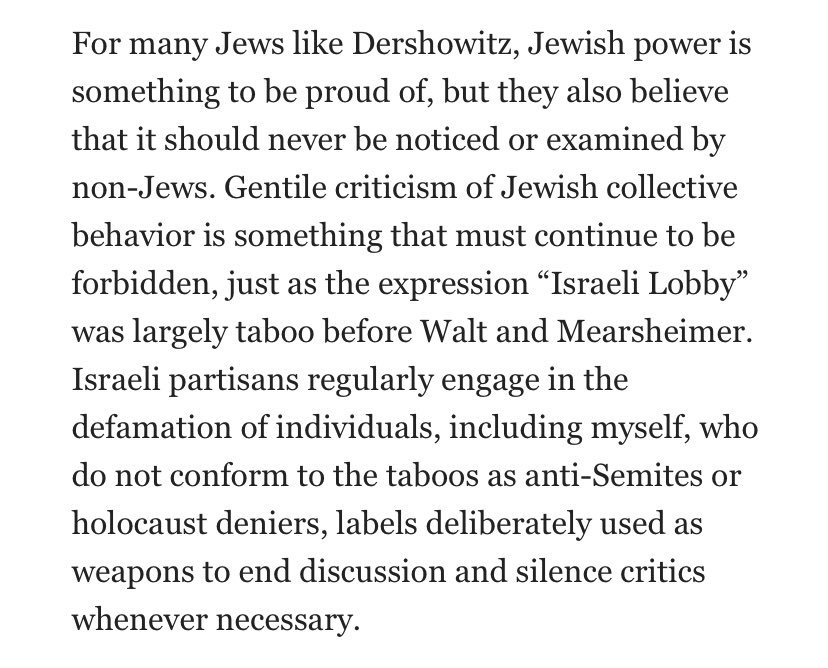 For many Jews like Dershowitz, Jewish power is
something to be proud of, but they also believe
that it should never be noticed or examined by
non-Jews. Gentile criticism of Jewish collective
behavior is something that must continue to be
forbidden, just as the expression “Israeli Lobby”
was largely taboo before Walt and Mearsheimer.
Israeli partisans regularly engage in the
defamation of individuals, including myself, who
do not conform to the taboos as anti-Semites or
holocaust deniers, labels deliberately used as
weapons to end discussion and silence critics
whenever necessary.